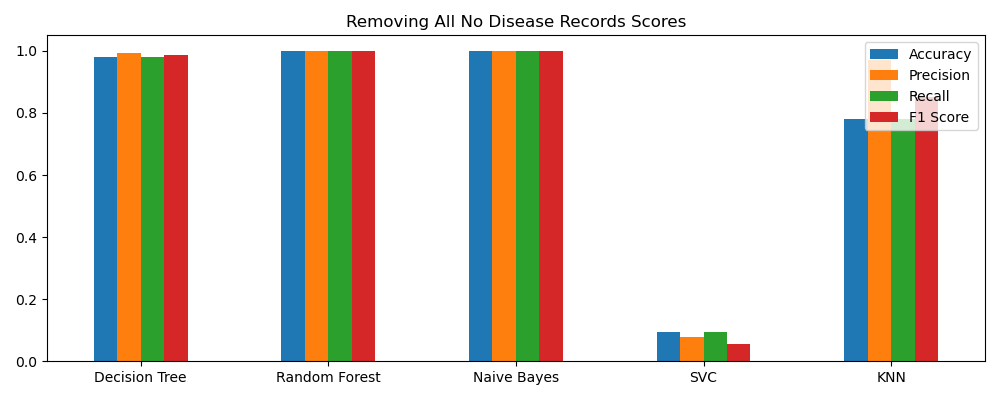 Removing All No Disease Records Scores
1.0
0.8
0.6
0.4
0.2
0.0
Accuracy
Precision
Recall
F1 Score
Decision Tree
Random Forest
Naive Bayes
SVC
KNN